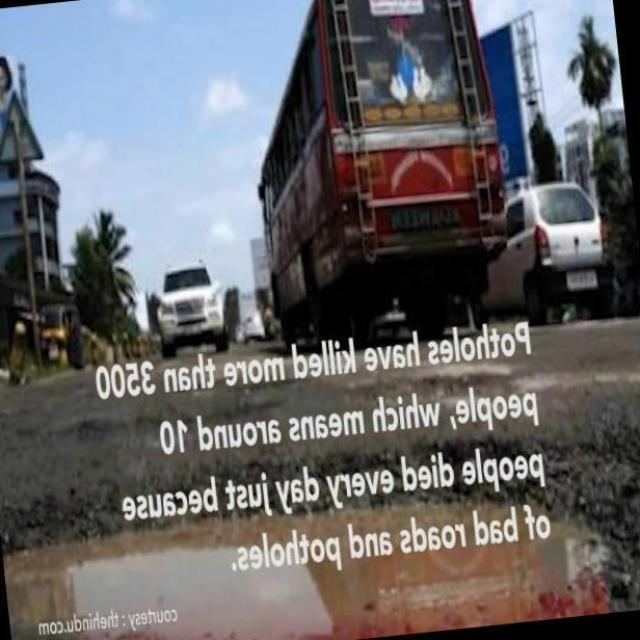 Potholes have killed more than 3500
people, which means around 10
people died every day just because
of bad roads and potholes.
courtesy : thehindu.com